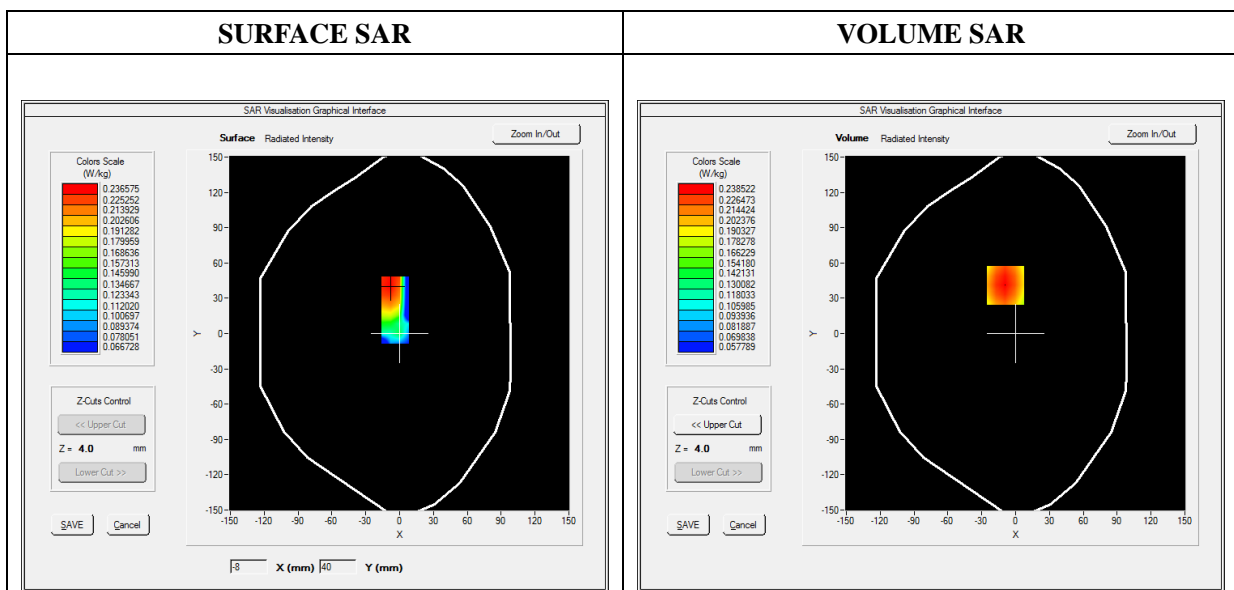 SURFACE SAR
VOLUME SAR
SAR Visualisation Graphical Interface
Surface Radiated Intensity
Zoom In/Out
Colors Scale
(W/kg)
0.236575
0.225252
0.213929
0.202606
0.191282
0.179959
0.168636
0.157313
0.145990
0.134667
0.123343
0.112020
0.100697
0.089374
0.078051
0.066728
Z-Cuts Control
<< Upper Cut
Z = 4.0 mm
Lower Cut >>
SAVE Cancel
150
120
90
60
30
0
-30
-60
-90
-120
-150
Y
-150 -120 -90 -60 -30 0 30 60 90 120 150
X
-8 X (mm) 40 Y (mm)
SAR Visualisation Graphical Interface
Volume Radiated Intensity
Zoom In/Out
Colors Scale
(W/kg)
0.238522
0.226473
0.214424
0.202376
0.190327
0.178278
0.166229
0.154180
0.142131
0.130082
0.118033
0.105985
0.093936
0.081887
0.069838
0.057789
Z-Cuts Control
<< Upper Cut
Z = 4.0 mm
Lower Cut >>
SAVE Cancel
150
120
90
60
30
0
-30
-60
-90
-120
-150
Y
-150 -120 -90 -60 -30 0 30 60 90 120 150
X